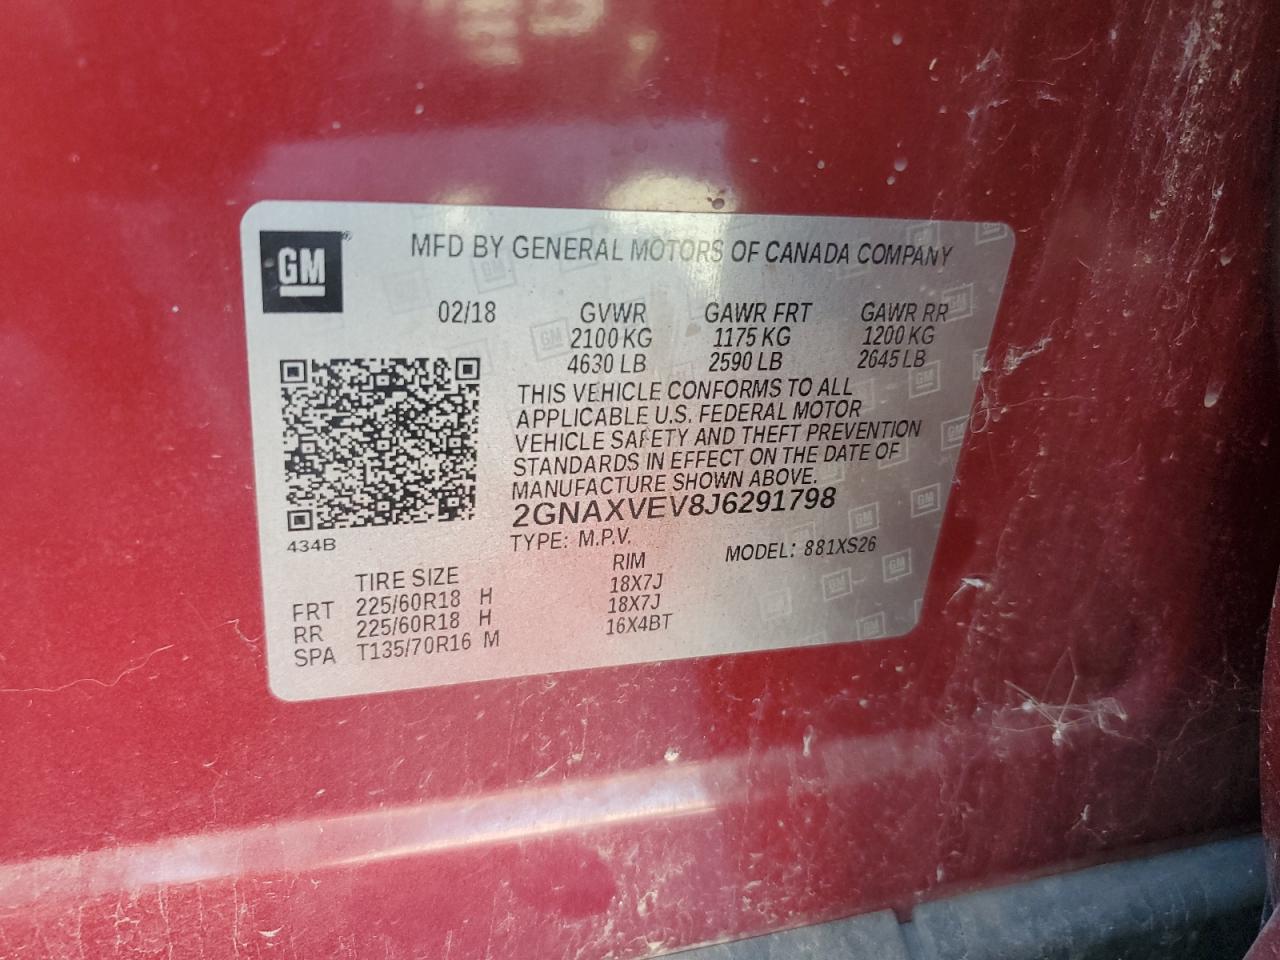 GM
MFD BY GENERAL MOTORS OF CANADA COMPANY
02/18 GVWR GAWR FRT GAWR RR
2100 KG 1175 KG 1200 KG
4630 LB 2590 LB 2645 LB
THIS VEHICLE CONFORMS TO ALL
APPLICABLE U.S. FEDERAL MOTOR
VEHICLE SAFETY AND THEFT PREVENTION
STANDARDS IN EFFECT ON THE DATE OF
MANUFACTURE SHOWN ABOVE.
2GNAXVEV8J6291798
434B
TYPE: M.P.V. MODEL: 881XS26
TIRE SIZE RIM
FRT 225/60R18 H 18X7J
RR 225/60R18 H 18X7J
SPA T135/70R16 M 16X4BT